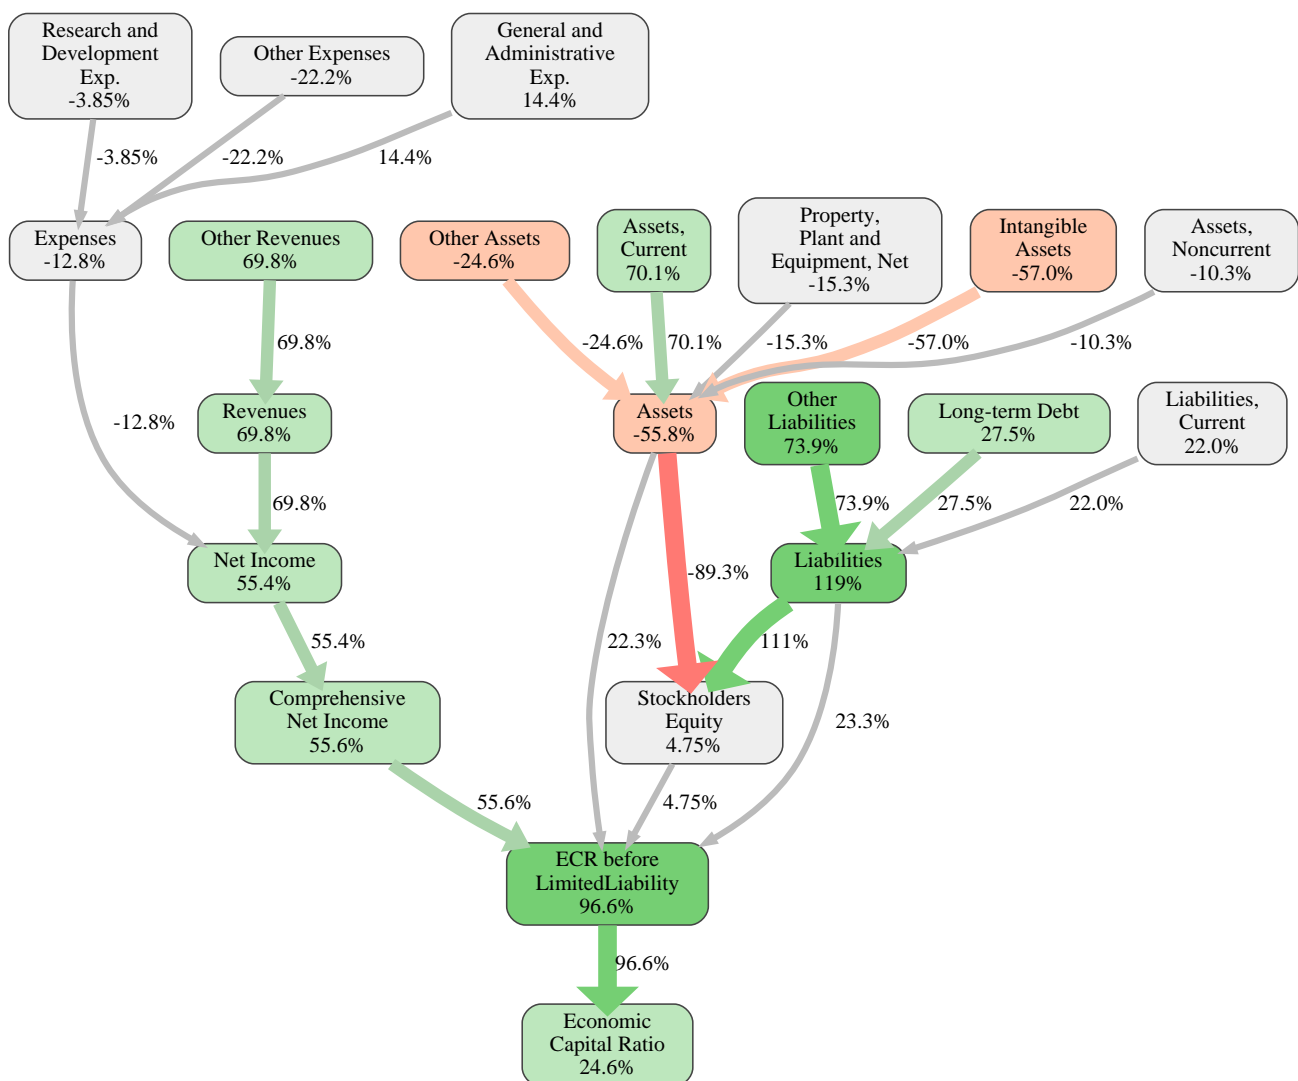 Research and
Development
Exp.
-3.85%
Other Expenses
-22.2%
General and
Administrative
Exp.
14.4%
-3.85%
-22.2%
14.4%
Expenses
-12.8%
Other Revenues
69.8%
Other Assets
-24.6%
Assets,
Current
70.1%
Property,
Plant and
Equipment, Net
-15.3%
Intangible
Assets
-57.0%
Assets,
Noncurrent
-10.3%
69.8%
-24.6%
70.1%
-15.3%
-57.0%
-10.3%
-12.8%
Revenues
69.8%
Assets
-55.8%
Other
Liabilities
73.9%
Long-term Debt
27.5%
Liabilities,
Current
22.0%
69.8%
-89.3%
73.9%
27.5%
22.0%
Net Income
55.4%
Liabilities
119%
55.4%
22.3%
111%
23.3%
Comprehensive
Net Income
55.6%
Stockholders
Equity
4.75%
55.6%
4.75%
ECR before
LimitedLiability
96.6%
96.6%
Economic
Capital Ratio
24.6%